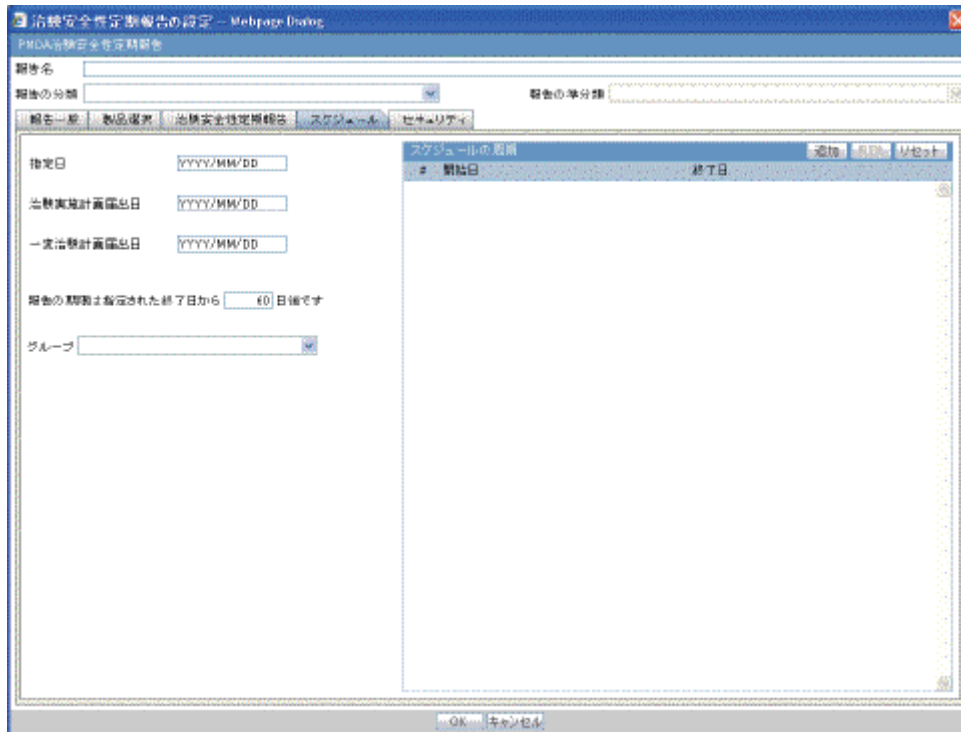 治験安全性定期報告の設定 -- Webpage Dialog
PMDA治験安全性定期報告
報告名
報告の分類 報告の準分類
報告一般 製品選択 治験安全性定期報告 スケジュール セキュリティ
スケジュールの周期 追加 削除 リセット
# 開始日 終了日
指定日 YYYY/MM/DD
治験実施計画届出日 YYYY/MM/DD
一変治験計画届出日 YYYY/MM/DD
報告の期限は指定された終了日から 60 日後です
グループ
OK キャンセル